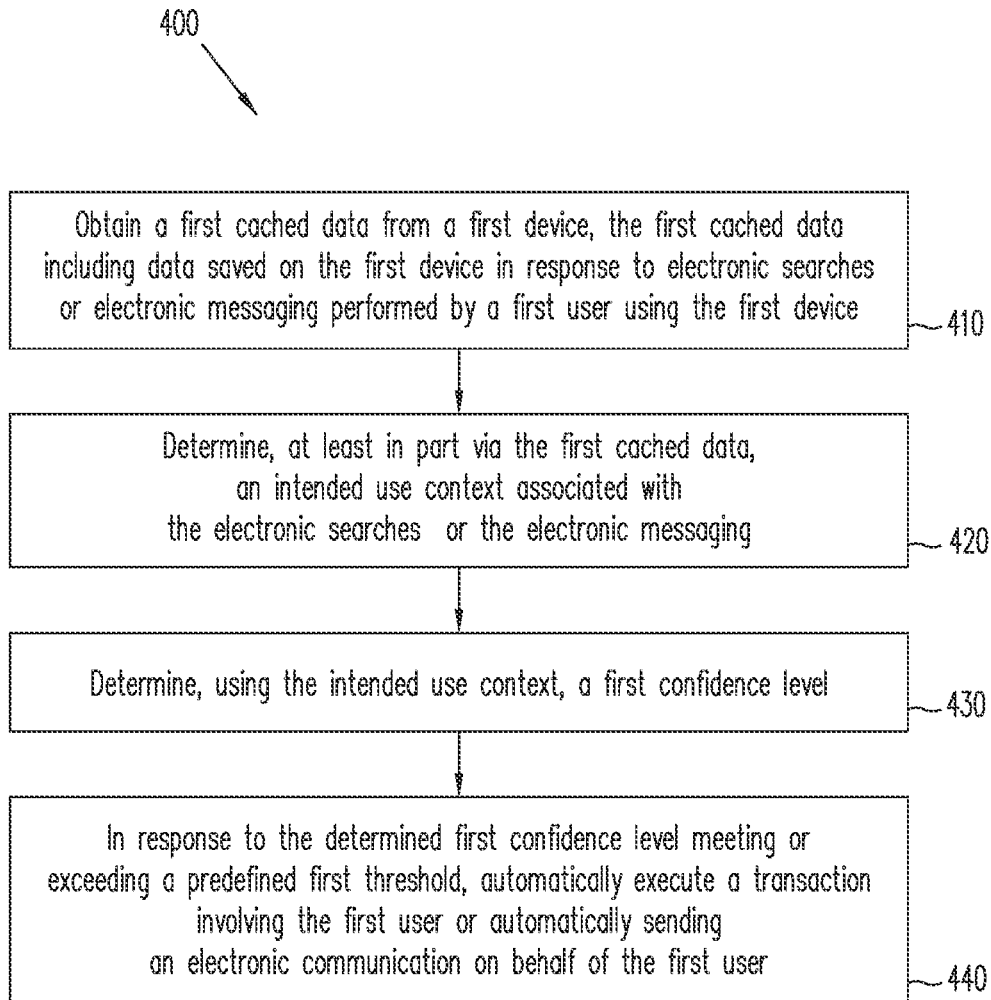 400
Obtain a first cached data from a first device, the first cached data
including data saved on the first device in response to electronic searches
or electronic messaging performed by a first user using the first device
410
Determine, at least in part via the first cached data,
an intended use context associated with
the electronic searches or the electronic messaging
420
Determine, using the intended use context, a first confidence level
430
In response to the determined first confidence level meeting or
exceeding a predefined first threshold, automatically execute a transaction
involving the first user or automatically sending
an electronic communication on behalf of the first user
440